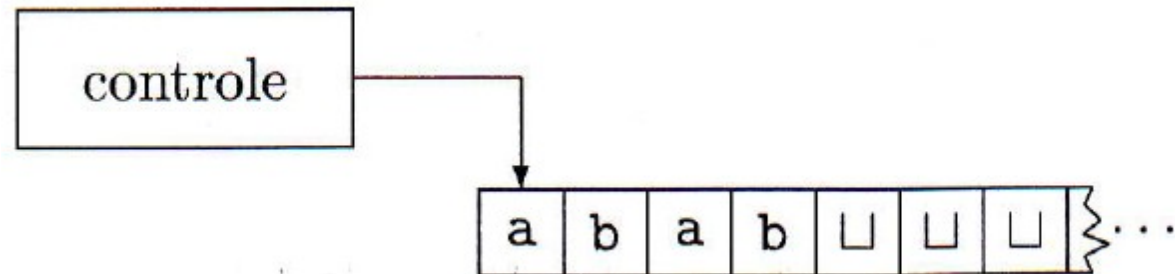 controle
a b a b ⊔ ⊔ ⊔ ...